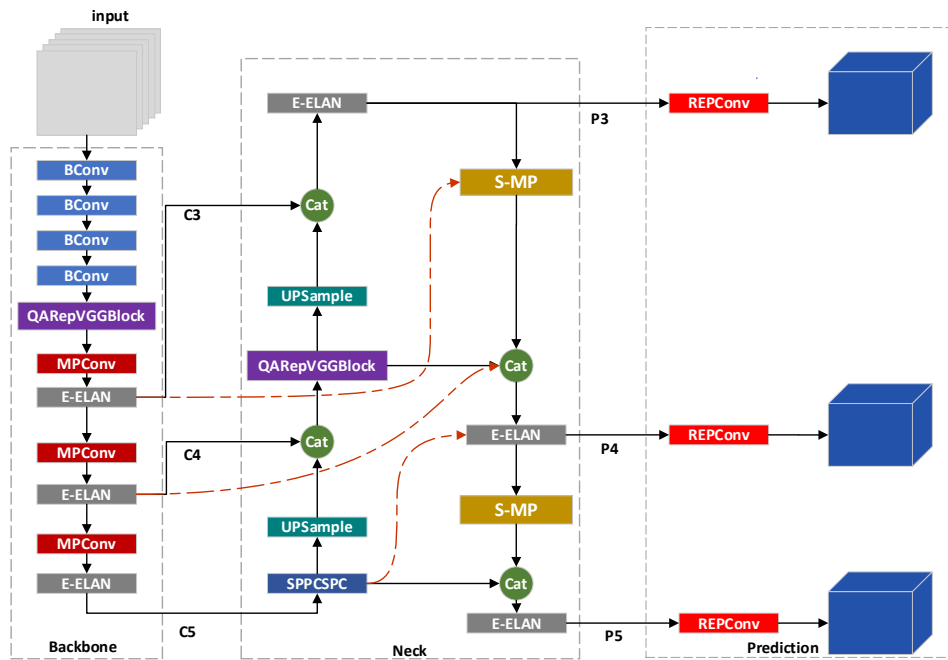 input
BConv
BConv
BConv
BConv
QARepVGGBlock
MPConv
E-ELAN
MPConv
E-ELAN
MPConv
E-ELAN
Backbone
C3
C4
C5
E-ELAN
Cat
UPSample
QARepVGGBlock
Cat
UPSample
SPPCSPC
S-MP
Cat
E-ELAN
S-MP
Cat
E-ELAN
Neck
P3
P4
P5
REPConv
REPConv
REPConv
Prediction